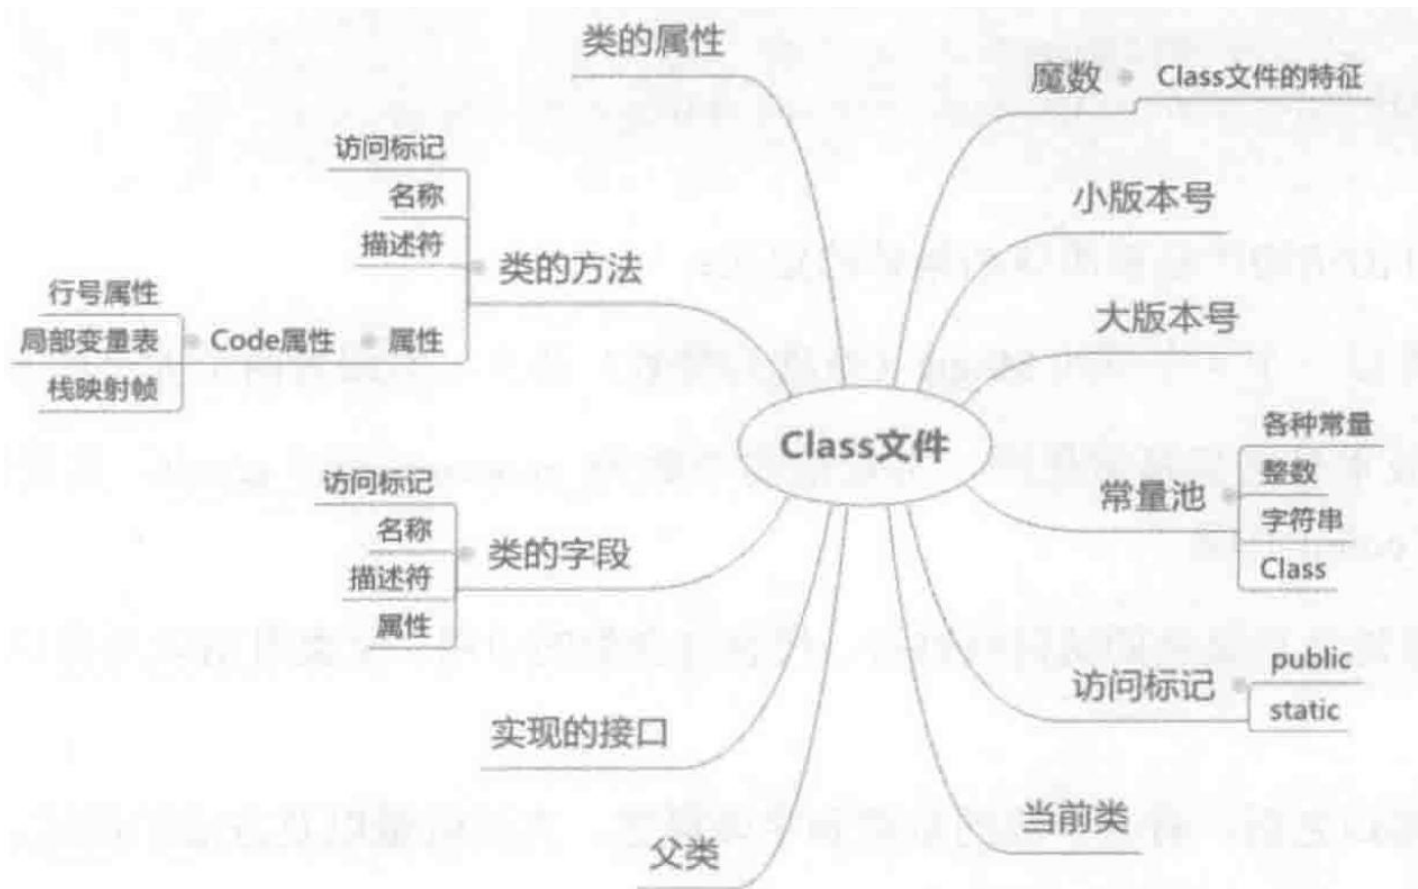 类的属性
魔数
Class文件的特征
小版本号
大版本号
常量池
各种常量
整数
字符串
Class
访问标记
public
static
当前类
父类
实现的接口
类的字段
访问标记
名称
描述符
属性
类的方法
访问标记
名称
描述符
属性
Code属性
行号属性
局部变量表
栈映射帧
Class文件